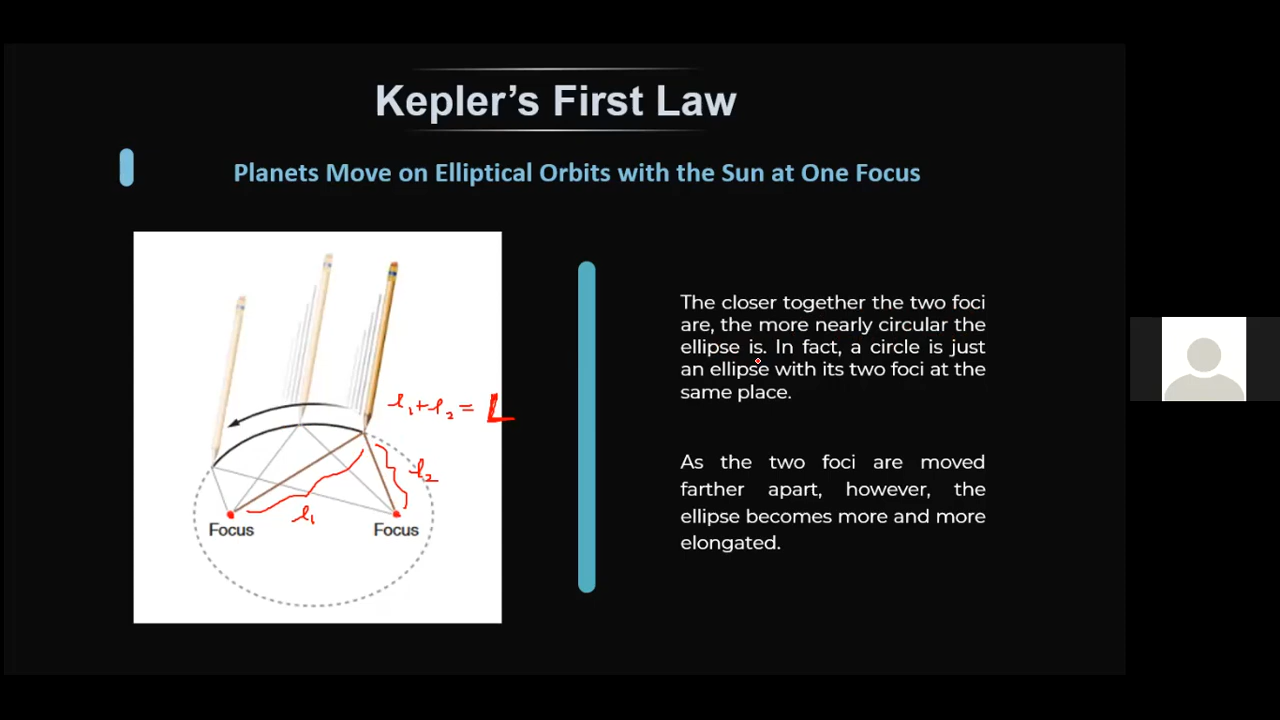 Kepler's First Law
Planets Move on Elliptical Orbits with the Sun at One Focus
The closer together the two foci
are, the more nearly circular the
ellipse is. In fact, a circle is just
an ellipse with its two foci at the
same place.
As the two foci are moved
farther apart, however, the
ellipse becomes more and more
elongated.
l₁+l₂ = L
l₂
l₁
Focus
Focus